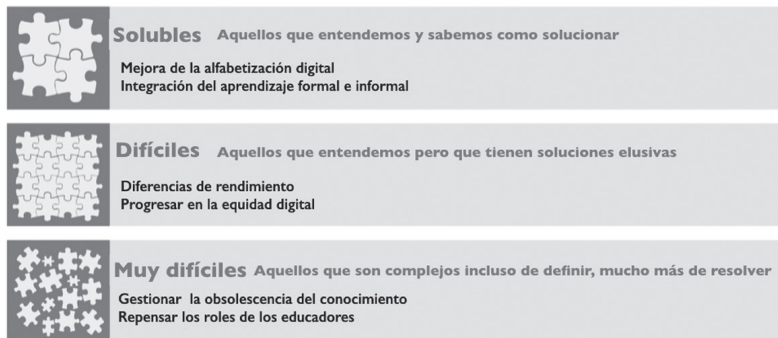 Solubles Aquellos que entendemos y sabemos como solucionar
Mejora de la alfabetización digital
Integración del aprendizaje formal e informal
Difíciles Aquellos que entendemos pero que tienen soluciones elusivas
Diferencias de rendimiento
Progresar en la equidad digital
Muy difíciles Aquellos que son complejos incluso de definir, mucho más de resolver
Gestionar la obsolescencia del conocimiento
Repensar los roles de los educadores